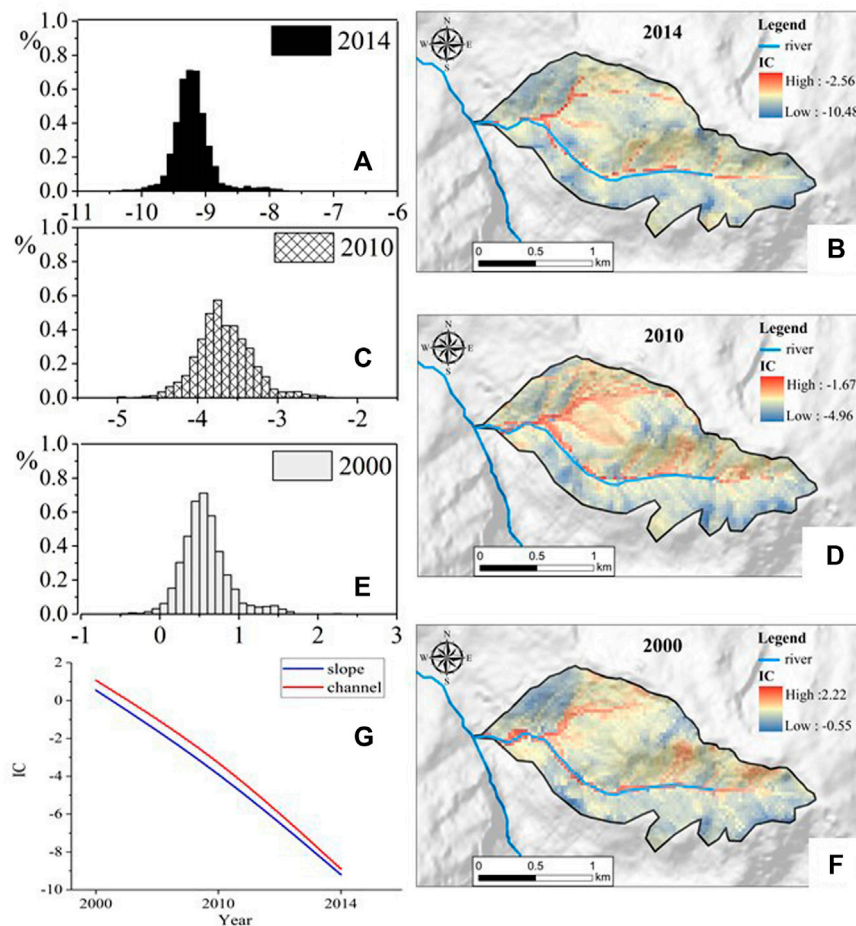 1.0
%
2014
0.8
0.6
0.4
0.2
0.0
A
-11 -10 -9 -8 -7 -6
2014
Legend
river
IC
High : -2.56
Low : -10.48
N
W E
S
0 0.5 1
km
B
1.0
%
2010
0.8
0.6
0.4
0.2
0.0
C
-5 -4 -3 -2
2010
Legend
river
IC
High : -1.67
Low : -4.96
N
W E
S
0 0.5 1
km
D
1.0
%
2000
0.8
0.6
0.4
0.2
0.0
E
-1 0 1 2 3
2000
Legend
river
IC
High :2.22
Low : -0.55
N
W E
S
0 0.5 1
km
F
2
0
-2
-4
-6
-8
-10
IC
slope
channel
G
2000 2010 2014
Year